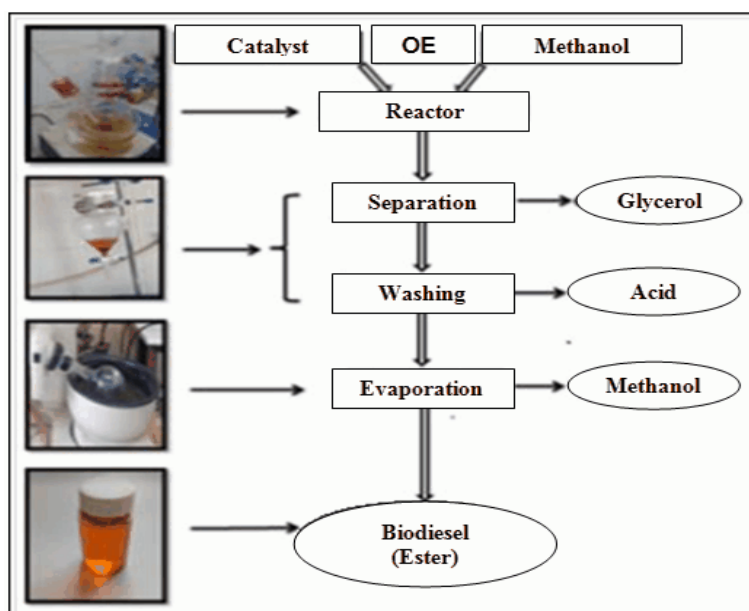 Catalyst
OE
Methanol
Reactor
Separation
Glycerol
Washing
Acid
Evaporation
Methanol
Biodiesel
(Ester)